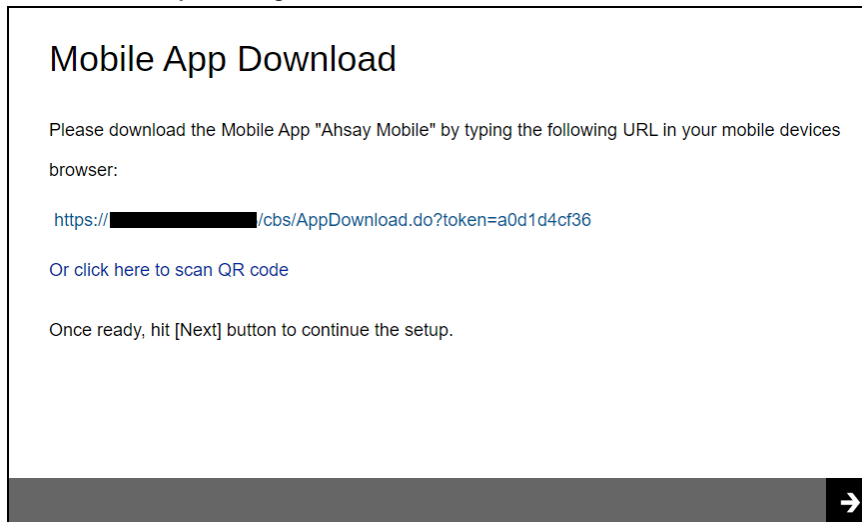 Mobile App Download
Please download the Mobile App "Ahsay Mobile" by typing the following URL in your mobile devices
browser:
https:// /cbs/AppDownload.do?token=a0d1d4cf36
Or click here to scan QR code
Once ready, hit [Next] button to continue the setup.